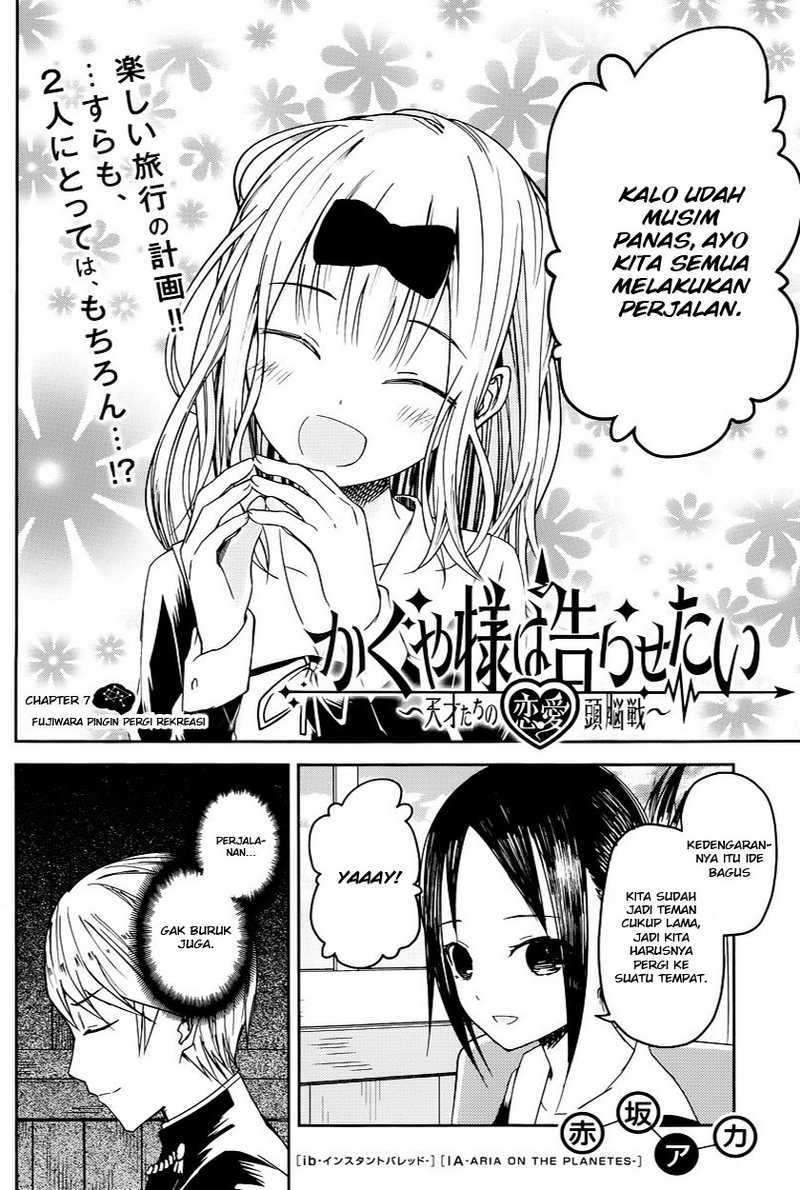 KALO UDAH
MUSIM
PANAS, AYO
KITA SEMUA
MELAKUKAN
PERJALAN.
楽しい旅行の計画!!
…すらも、
2人にとっては、もちろん…!?
かぐや様は告らせたい
～天才たちの恋愛頭脳戦～
CHAPTER 7
FUJIWARA PINGIN PERGI REKREASI
KEDENGARAN-
NYA ITU IDE
BAGUS
KITA SUDAH
JADI TEMAN
CUKUP LAMA,
JADI KITA
HARUSNYA
PERGI KE
SUATU TEMPAT.
YAAAY!
PERJALA-
NAN...
GAK BURUK
JUGA.
赤坂アカ
[ib-インスタントバレット-] [IA-ARIA ON THE PLANETES-]